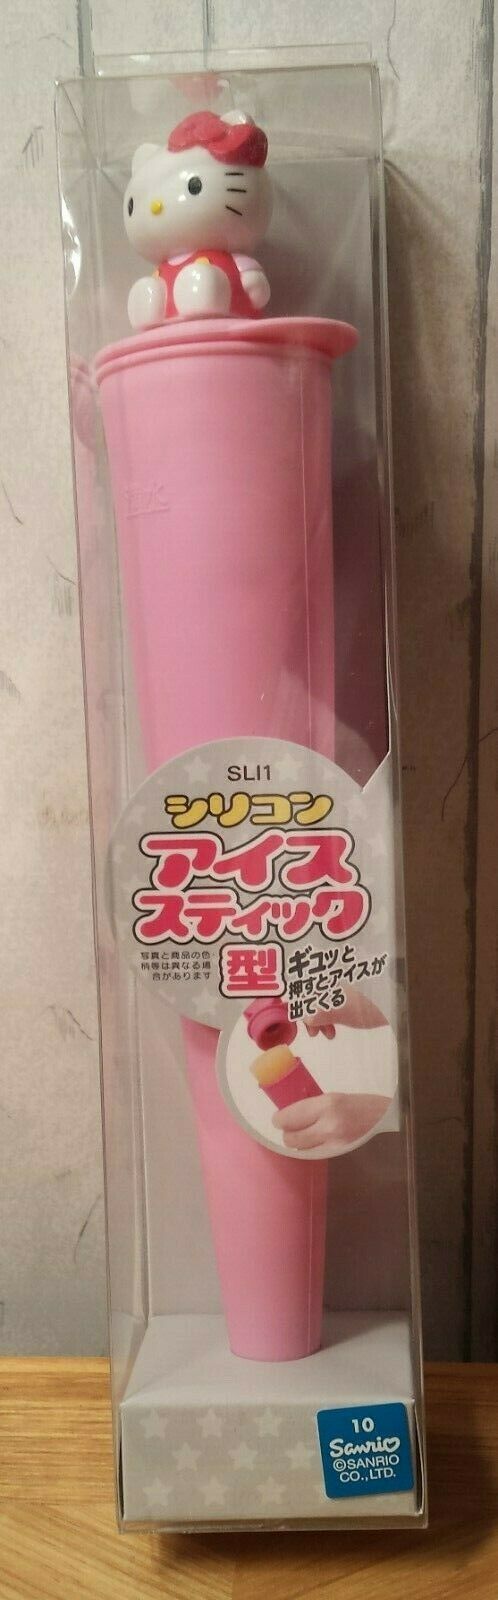 満水
SLI1
シリコン
アイス
スティック
型
写真と商品の色・
柄等は異なる場
合があります
ギュッと
押すとアイスが
出てくる
10
Sanrio
©SANRIO
CO.,LTD.